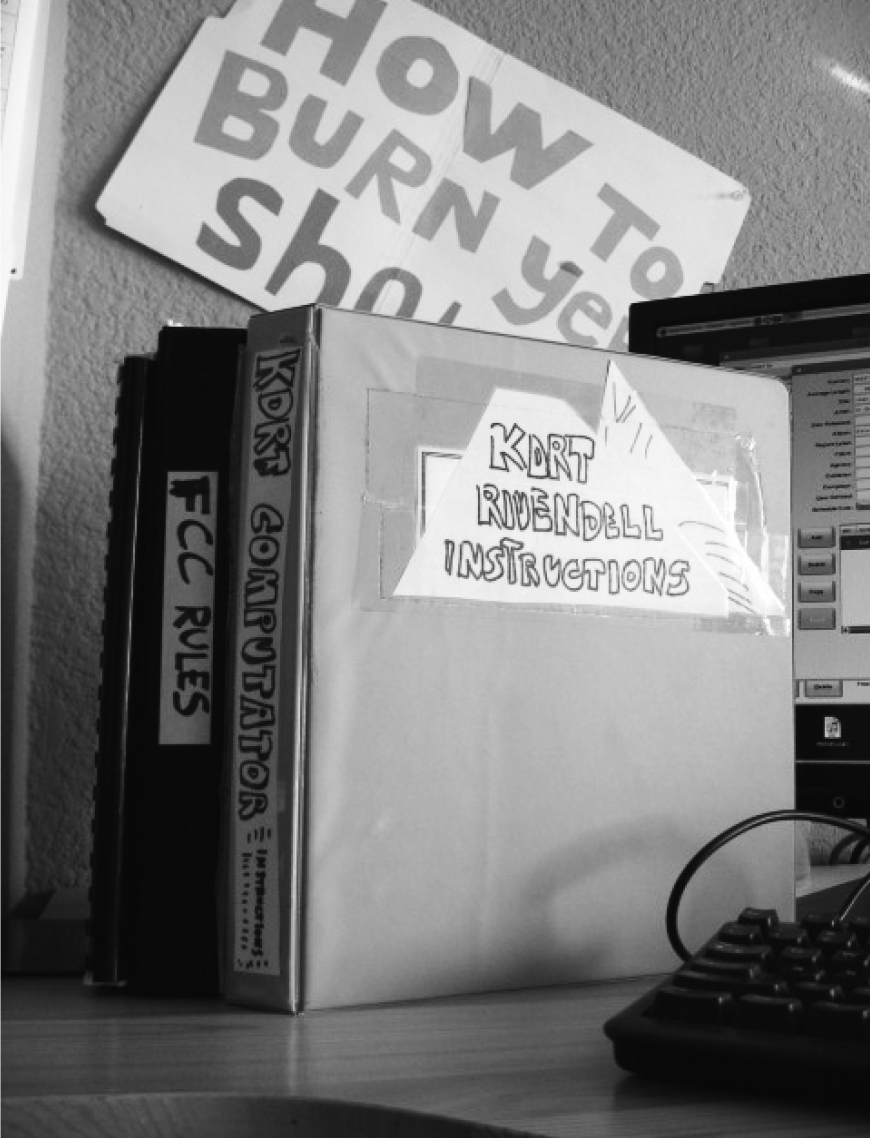 HOW TO
BURN yer
Sho
FCC RULES
KDRT COMPUTATOR
INSTRUCTIONS
KDRT
RIVENDELL
INSTRUCTIONS